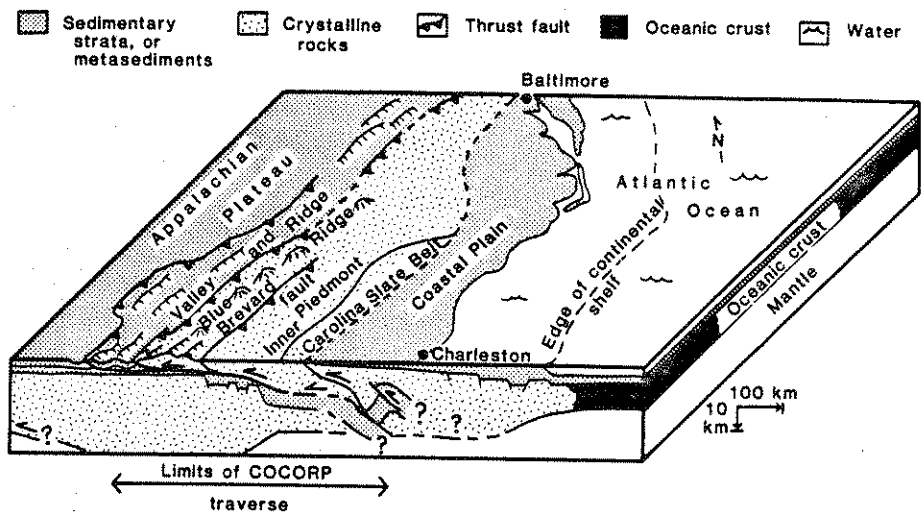 Sedimentary
strata, or
metasediments
Crystalline
rocks
Thrust fault
Oceanic crust
Water
Baltimore
N
Appalachian
Plateau
Valley and Ridge
Blue Ridge
Brevard
fault
Inner Piedmont
Carolina Slate Belt
Coastal Plain
Atlantic
Ocean
Edge of continental
shelf
Charleston
Oceanic crust
Mantle
100 km
10
km
?
?
?
?
?
Limits of COCORP
traverse